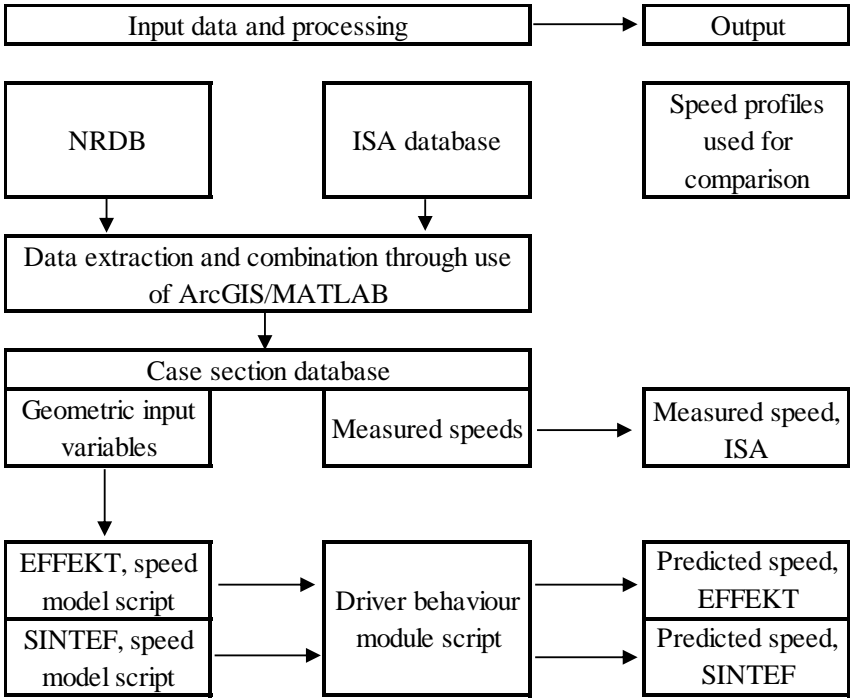 Input data and processing
Output
NRDB
ISA database
Speed profiles
used for
comparison
Data extraction and combination through use
of ArcGIS/MATLAB
Case section database
Geometric input
variables
Measured speeds
Measured speed,
ISA
EFFEKT, speed
model script
SINTEF, speed
model script
Driver behaviour
module script
Predicted speed,
EFFEKT
Predicted speed,
SINTEF